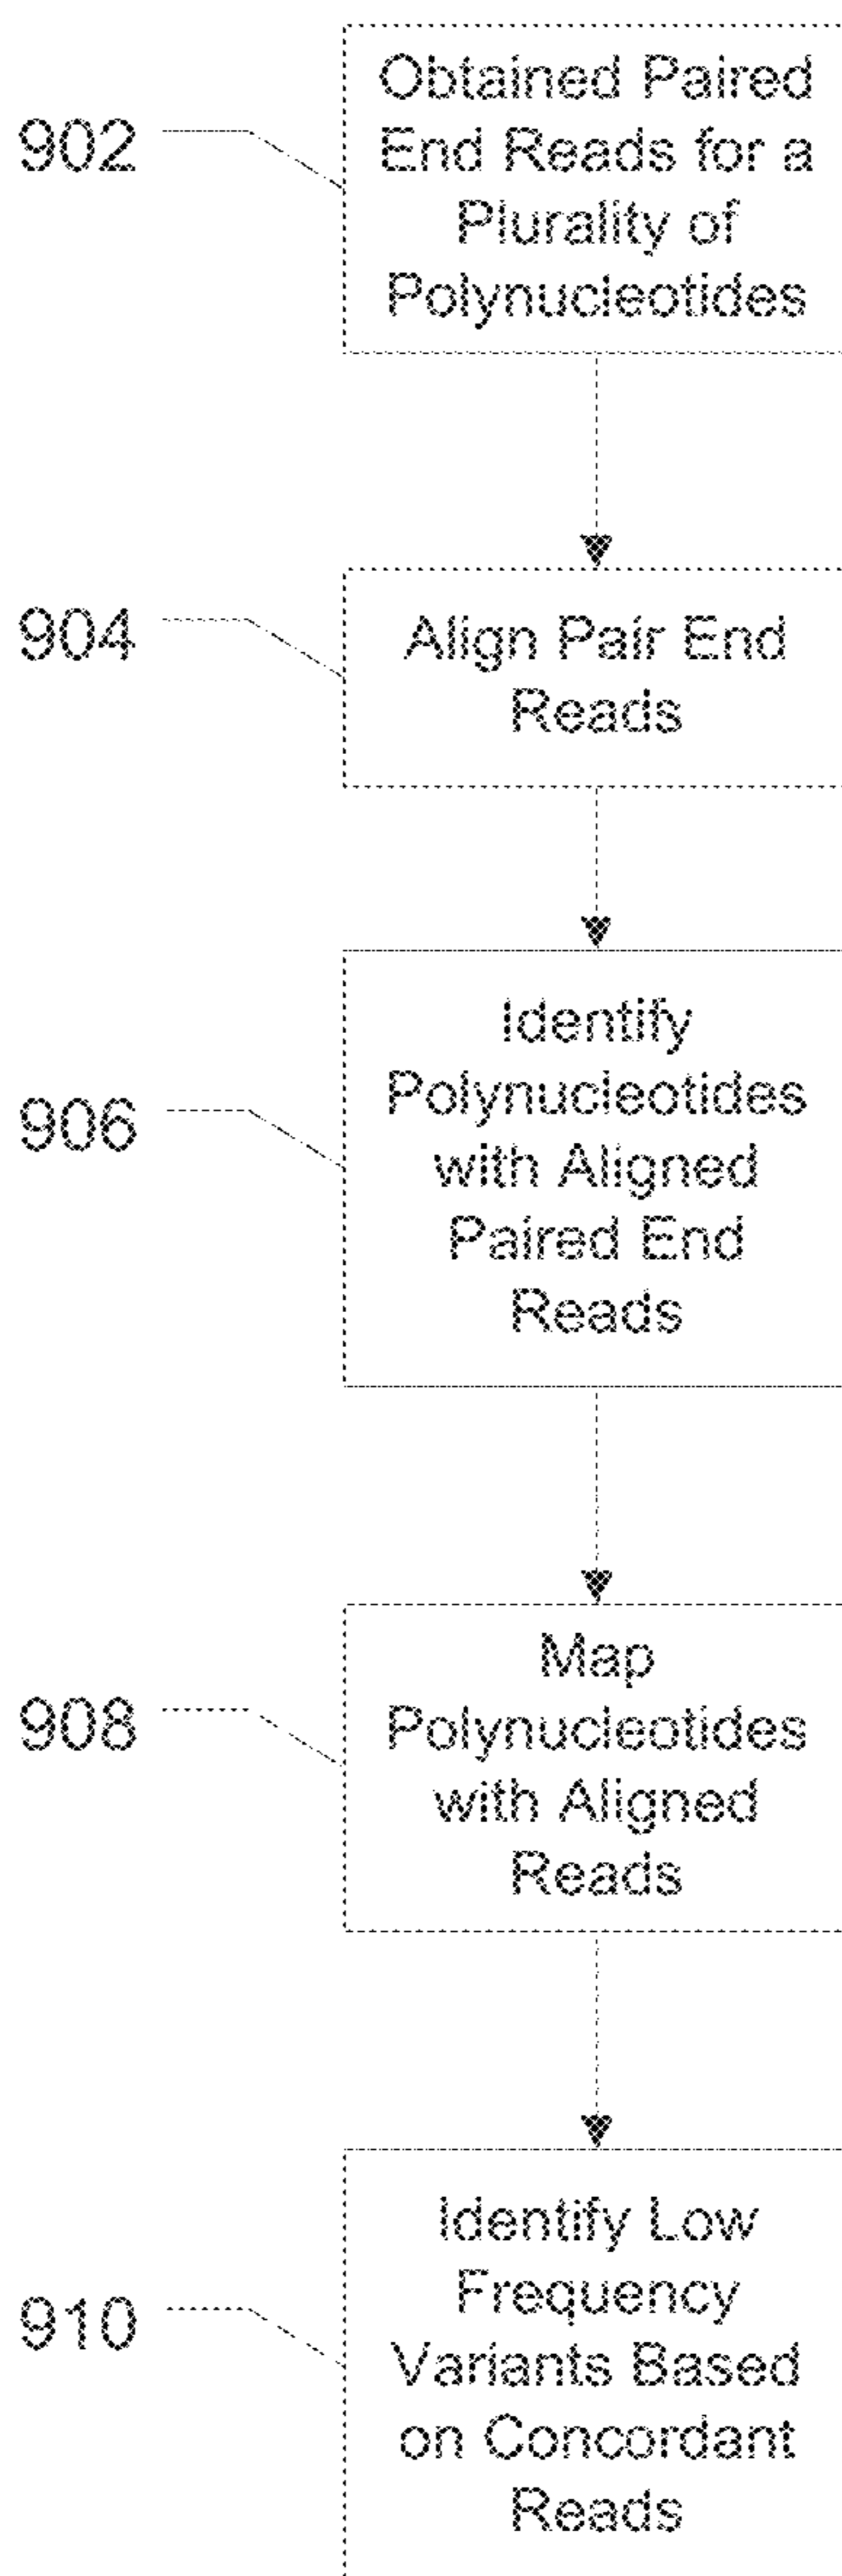 902
Obtained Paired
End Reads for a
Plurality of
Polynucleotides
904
Align Pair End
Reads
906
Identify
Polynucleotides
with Aligned
Paired End
Reads
908
Map
Polynucleotides
with Aligned
Reads
910
Identify Low
Frequency
Variants Based
on Concordant
Reads